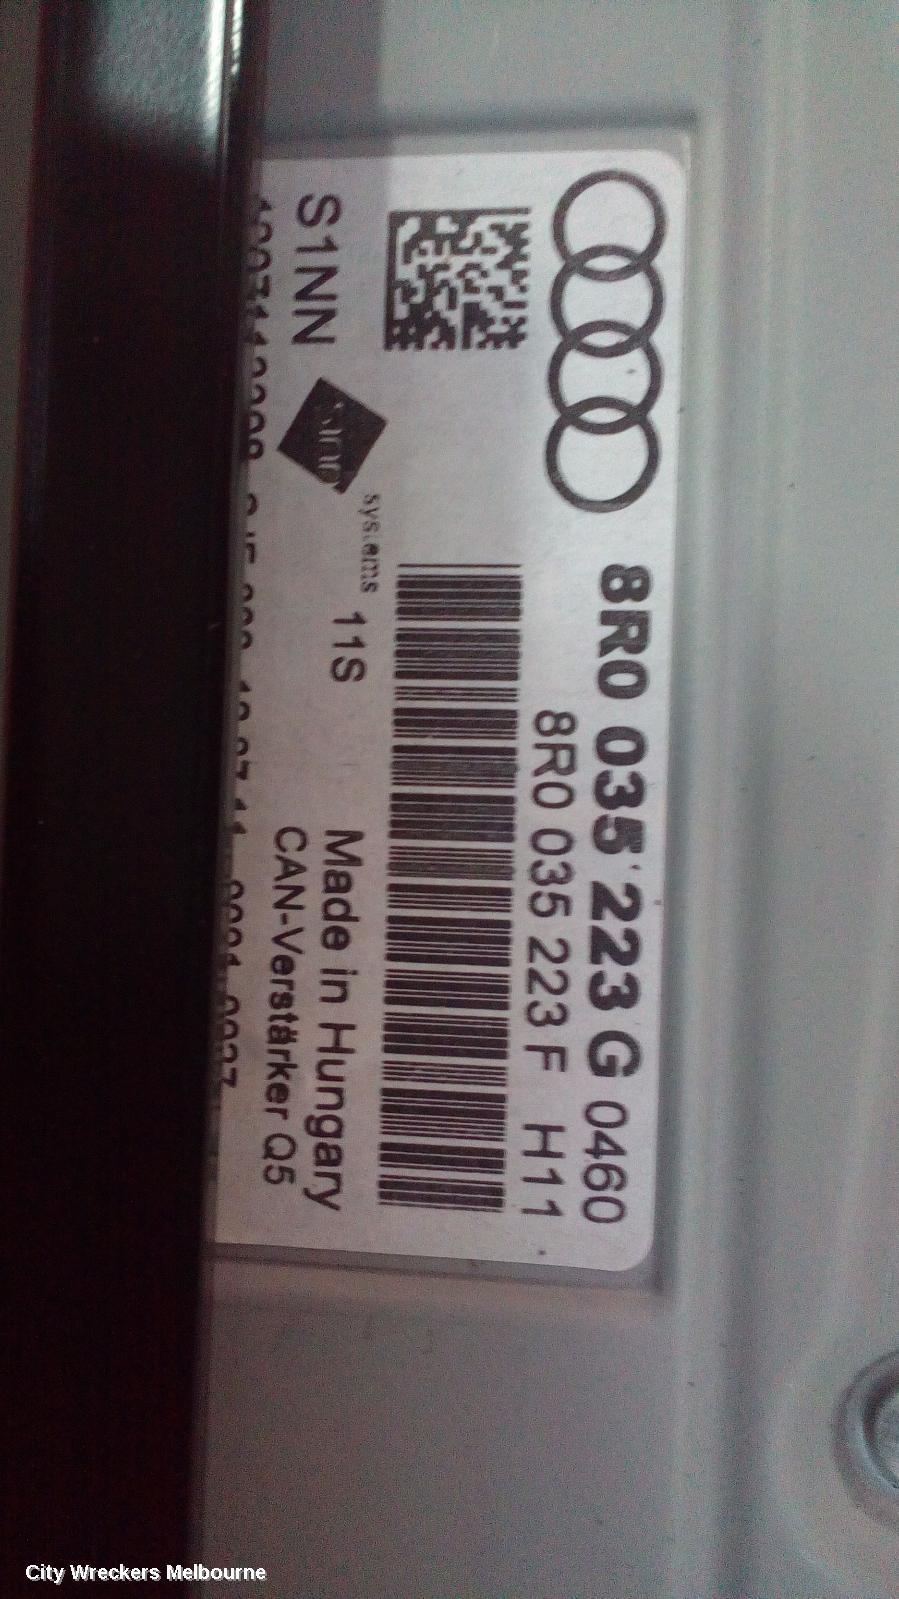 8R0 035 223 G 0460
8R0 035 223 F H11
S1NN
sinn
systems 11S
Made in Hungary
CAN-Verstärker Q5
City Wreckers Melbourne